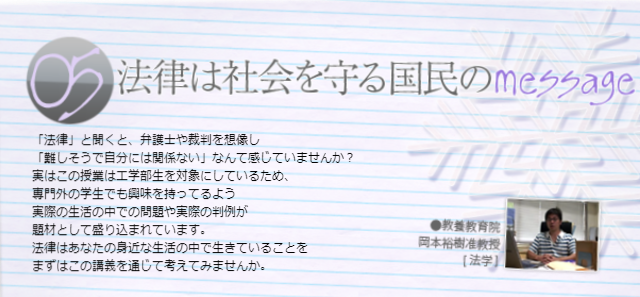 05 法律は社会を守る国民のmessage
「法律」と聞くと、弁護士や裁判を想像し
「難しそうで自分には関係ない」なんて感じていませんか？
実はこの授業は工学部生を対象にしているため、
専門外の学生でも興味を持ってるよう
実際の生活の中での問題や実際の判例が
題材として盛り込まれています。
法律はあなたの身近な生活の中で生きていることを
まずはこの講義を通じて考えてみませんか。
●教養教育院
岡本裕樹准教授
［法学］